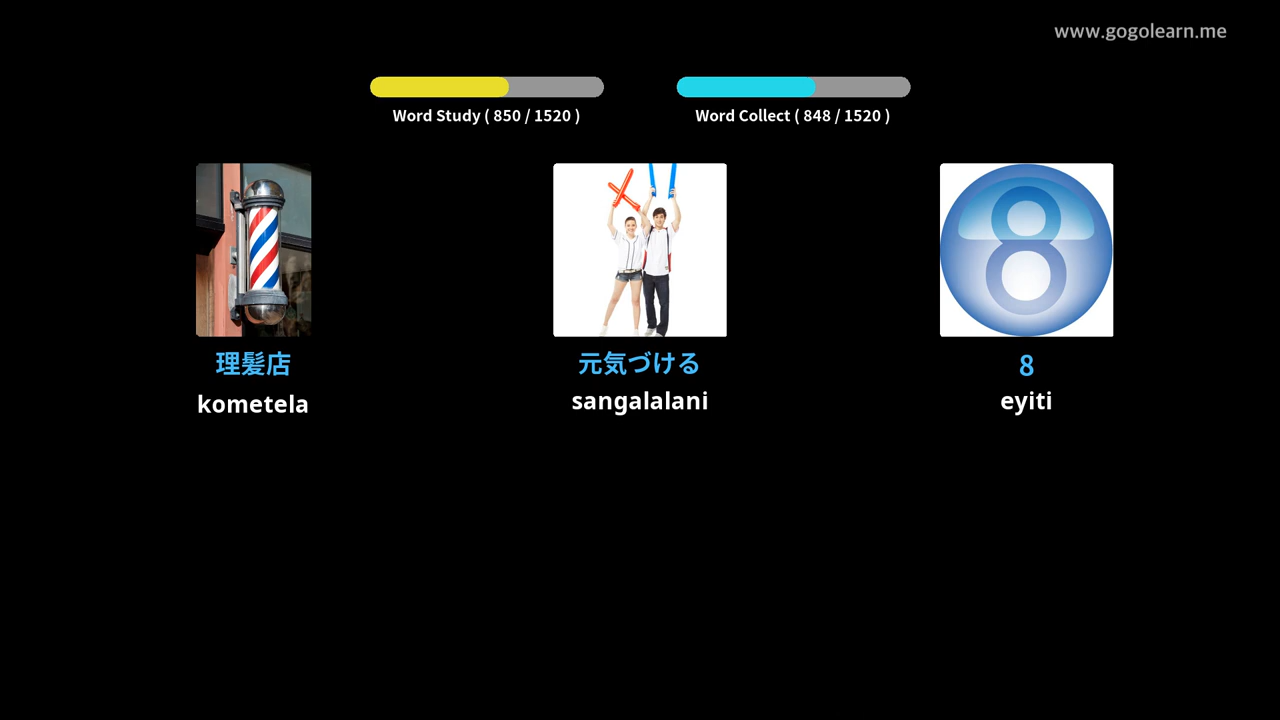 www.gogolearn.me
Word Study ( 850 / 1520 )
Word Collect ( 848 / 1520 )
8
理髪店
元気づける
8
kometela
sangalalani
eyiti